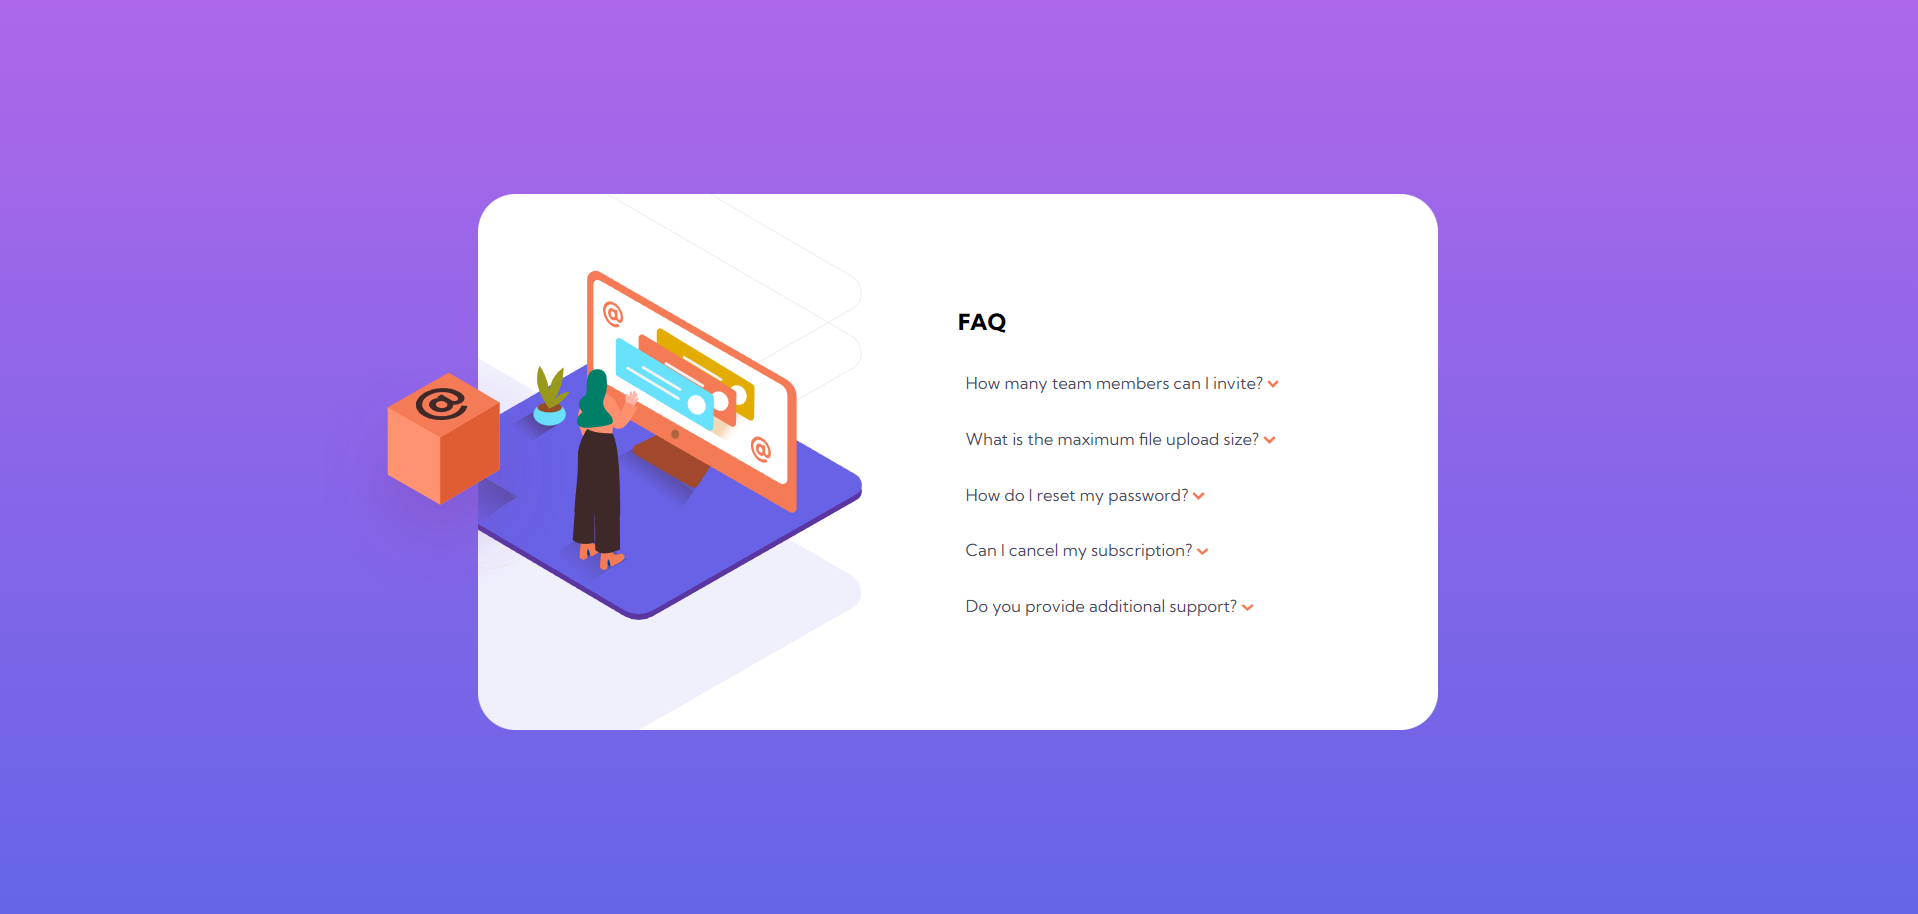 @
@
@
FAQ
How many team members can I invite?
What is the maximum file upload size?
How do I reset my password?
Can I cancel my subscription?
Do you provide additional support?